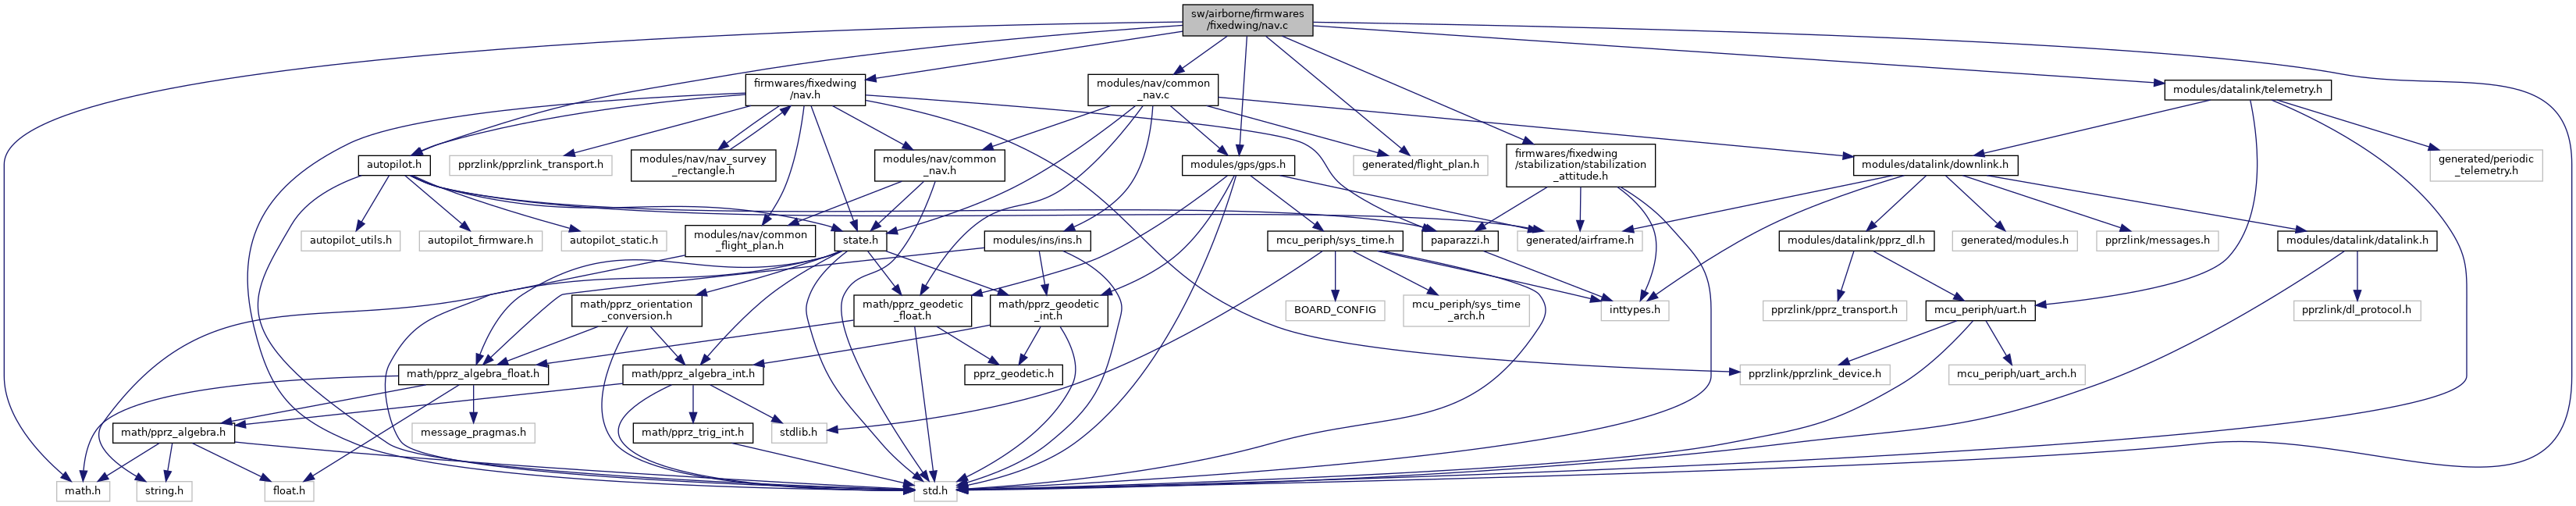 sw/airborne/firmwares
/fixedwing/nav.c
firmwares/fixedwing
/nav.h
modules/nav/common
_nav.c
modules/datalink/telemetry.h
autopilot.h
pprzlink/pprzlink_transport.h
modules/nav/nav_survey
_rectangle.h
modules/nav/common
_nav.h
modules/gps/gps.h
generated/flight_plan.h
firmwares/fixedwing
/stabilization/stabilization
_attitude.h
modules/datalink/downlink.h
generated/periodic
_telemetry.h
autopilot_utils.h
autopilot_firmware.h
autopilot_static.h
modules/nav/common
_flight_plan.h
state.h
modules/ins/ins.h
mcu_periph/sys_time.h
paparazzi.h
generated/airframe.h
modules/datalink/pprz_dl.h
generated/modules.h
pprzlink/messages.h
modules/datalink/datalink.h
math/pprz_orientation
_conversion.h
math/pprz_geodetic
_float.h
math/pprz_geodetic
_int.h
BOARD_CONFIG
mcu_periph/sys_time
_arch.h
inttypes.h
pprzlink/pprz_transport.h
mcu_periph/uart.h
pprzlink/dl_protocol.h
math/pprz_algebra_float.h
math/pprz_algebra_int.h
pprz_geodetic.h
pprzlink/pprzlink_device.h
mcu_periph/uart_arch.h
math/pprz_algebra.h
message_pragmas.h
math/pprz_trig_int.h
stdlib.h
math.h
string.h
float.h
std.h